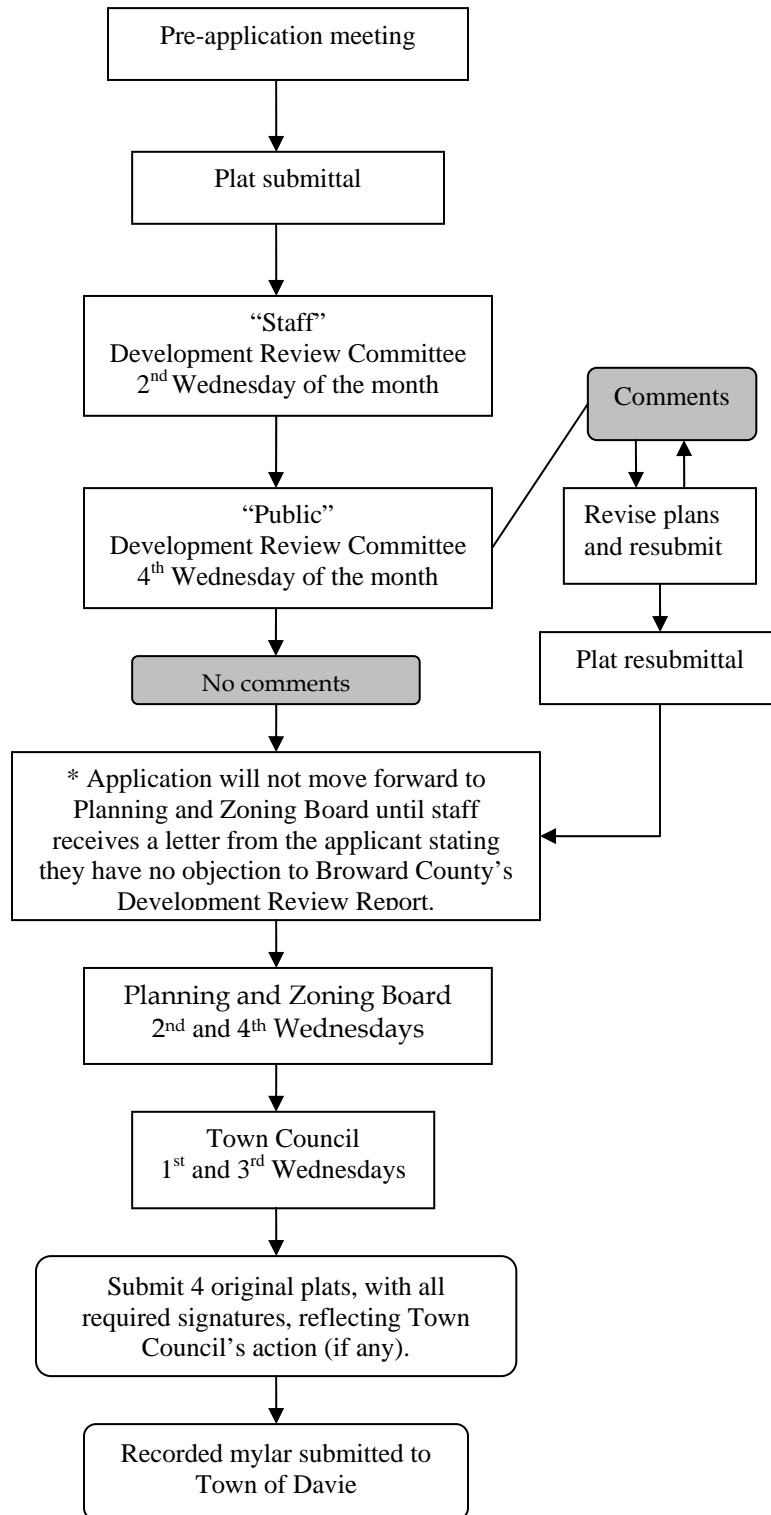 Pre-application meeting
Plat submittal
“Staff”
Development Review Committee
2nd Wednesday of the month
“Public”
Development Review Committee
4th Wednesday of the month
Comments
Revise plans
and resubmit
Plat resubmittal
No comments
* Application will not move forward to
Planning and Zoning Board until staff
receives a letter from the applicant stating
they have no objection to Broward County’s
Development Review Report.
Planning and Zoning Board
2nd and 4th Wednesdays
Town Council
1st and 3rd Wednesdays
Submit 4 original plats, with all
required signatures, reflecting Town
Council’s action (if any).
Recorded mylar submitted to
Town of Davie